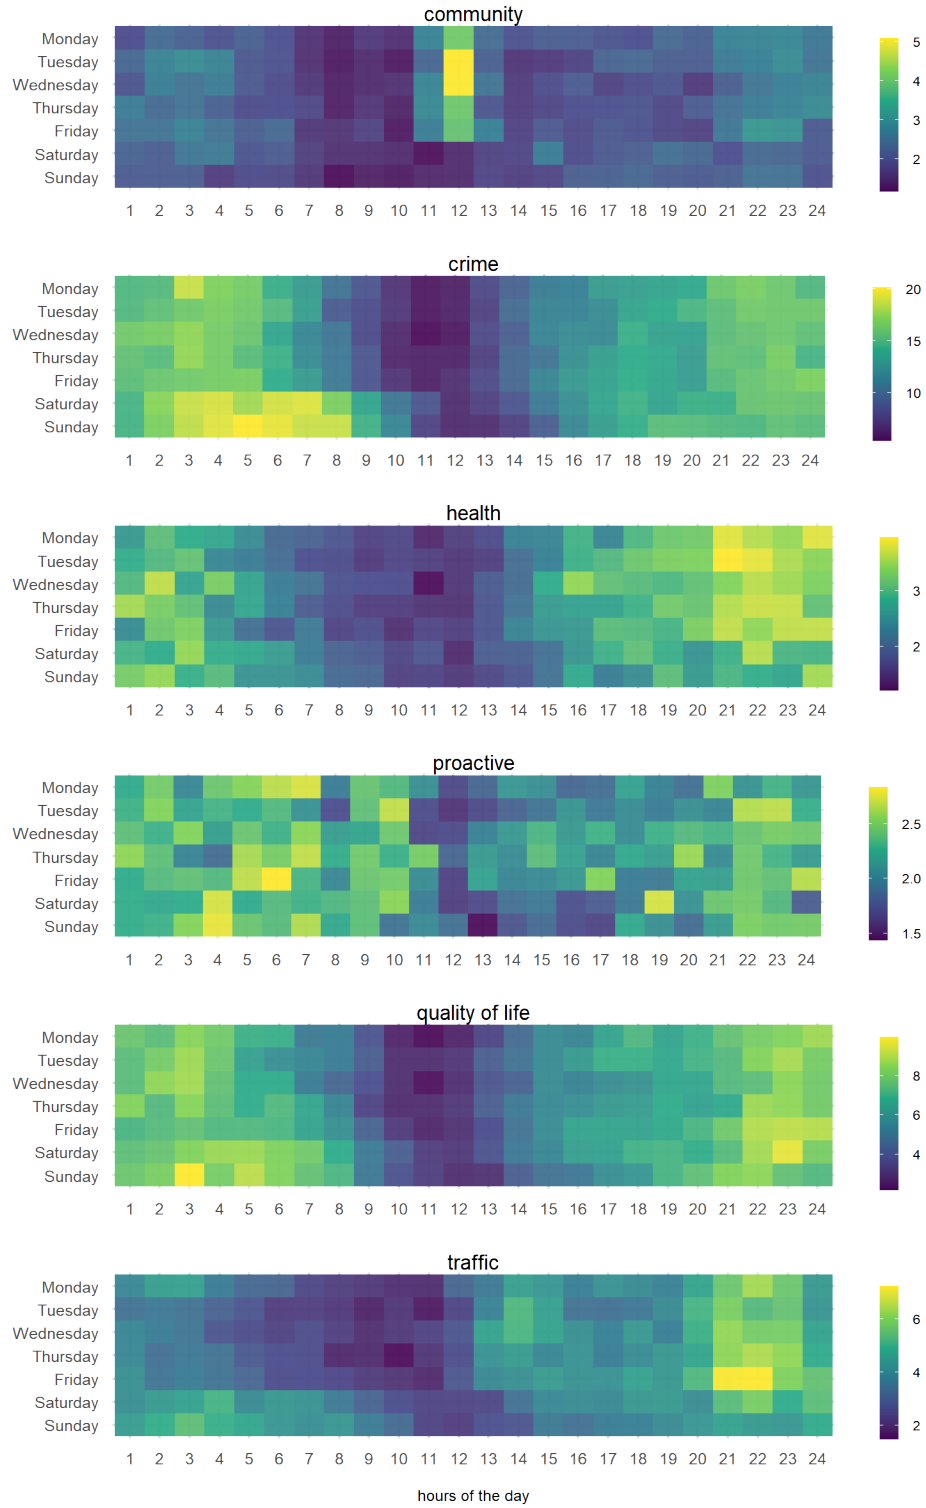 community
Monday
Tuesday
Wednesday
Thursday
Friday
Saturday
Sunday
1 2 3 4 5 6 7 8 9 10 11 12 13 14 15 16 17 18 19 20 21 22 23 24
5
4
3
2
crime
Monday
Tuesday
Wednesday
Thursday
Friday
Saturday
Sunday
1 2 3 4 5 6 7 8 9 10 11 12 13 14 15 16 17 18 19 20 21 22 23 24
20
15
10
health
Monday
Tuesday
Wednesday
Thursday
Friday
Saturday
Sunday
1 2 3 4 5 6 7 8 9 10 11 12 13 14 15 16 17 18 19 20 21 22 23 24
3
2
proactive
Monday
Tuesday
Wednesday
Thursday
Friday
Saturday
Sunday
1 2 3 4 5 6 7 8 9 10 11 12 13 14 15 16 17 18 19 20 21 22 23 24
2.5
2.0
1.5
quality of life
Monday
Tuesday
Wednesday
Thursday
Friday
Saturday
Sunday
1 2 3 4 5 6 7 8 9 10 11 12 13 14 15 16 17 18 19 20 21 22 23 24
8
6
4
traffic
Monday
Tuesday
Wednesday
Thursday
Friday
Saturday
Sunday
1 2 3 4 5 6 7 8 9 10 11 12 13 14 15 16 17 18 19 20 21 22 23 24
6
4
2
hours of the day